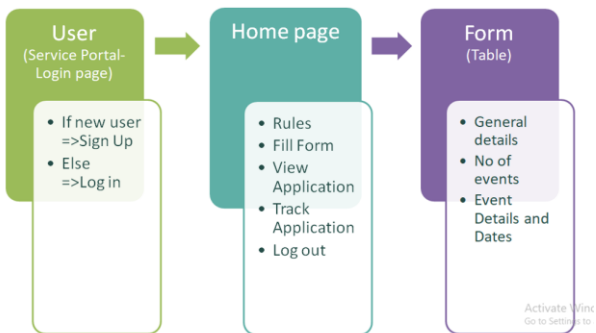 User
(Service Portal-
Login page)
• If new user
=>Sign Up
• Else
=>Log in
Home page
• Rules
• Fill Form
• View
Application
• Track
Application
• Log out
Form
(Table)
• General
details
• No of
events
• Event
Details and
Dates
Activate Winc
Go to Settings to